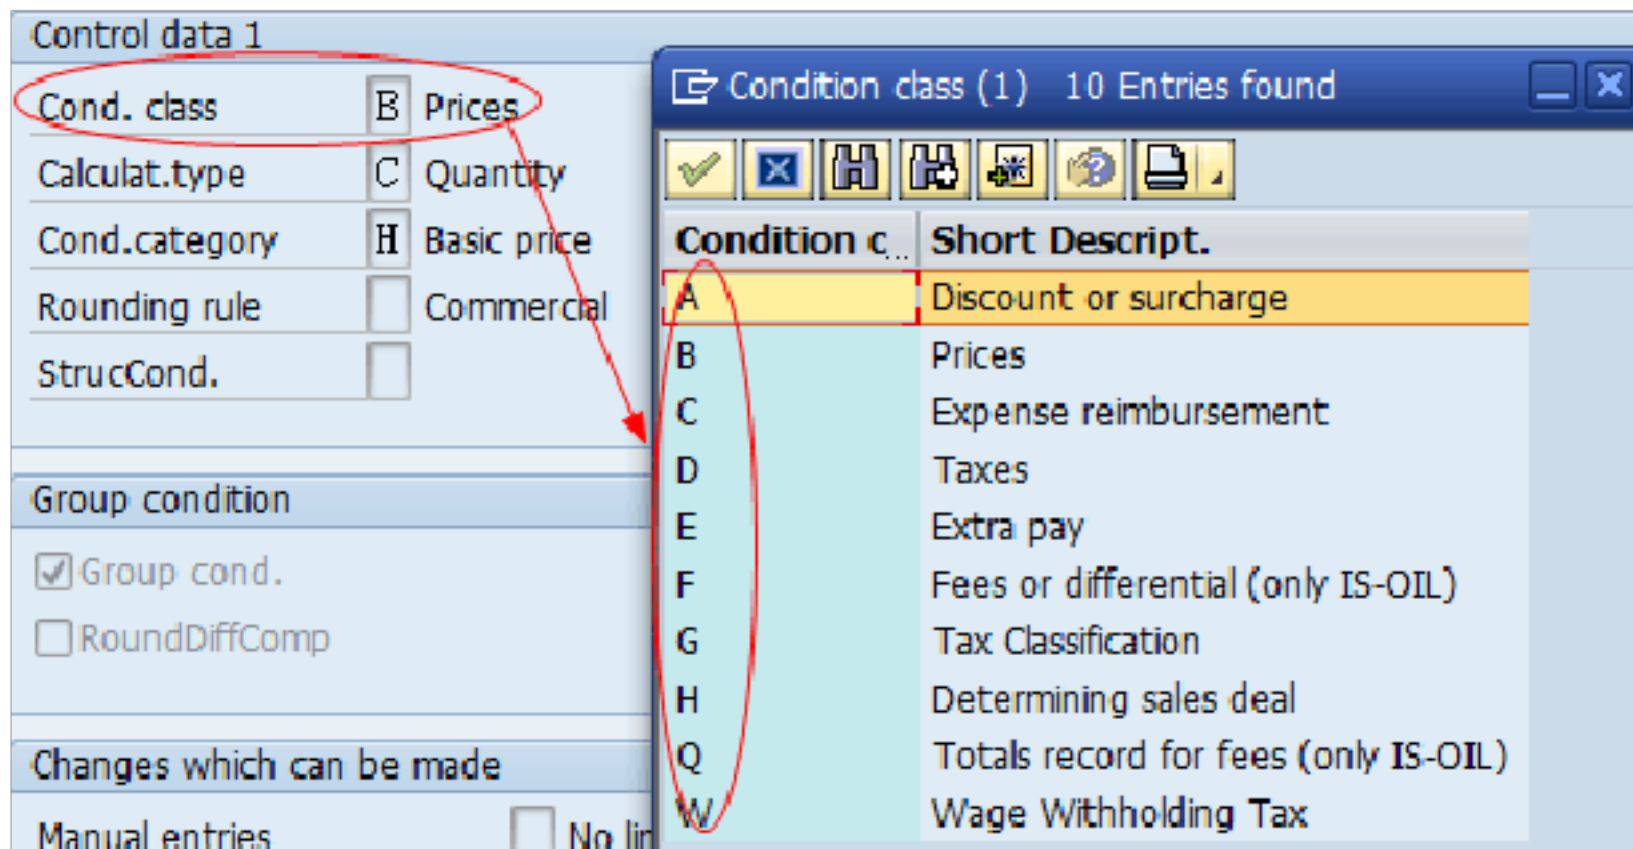 Control data 1
Cond. class B Prices
Calculat.type C Quantity
Cond.category H Basic price
Rounding rule Commercial
StrucCond.
Group condition
Group cond.
RoundDiffComp
Changes which can be made
Manual entries No lin
Condition class (1) 10 Entries found
Condition c... Short Descript.
A Discount or surcharge
B Prices
C Expense reimbursement
D Taxes
E Extra pay
F Fees or differential (only IS-OIL)
G Tax Classification
H Determining sales deal
Q Totals record for fees (only IS-OIL)
W Wage Withholding Tax